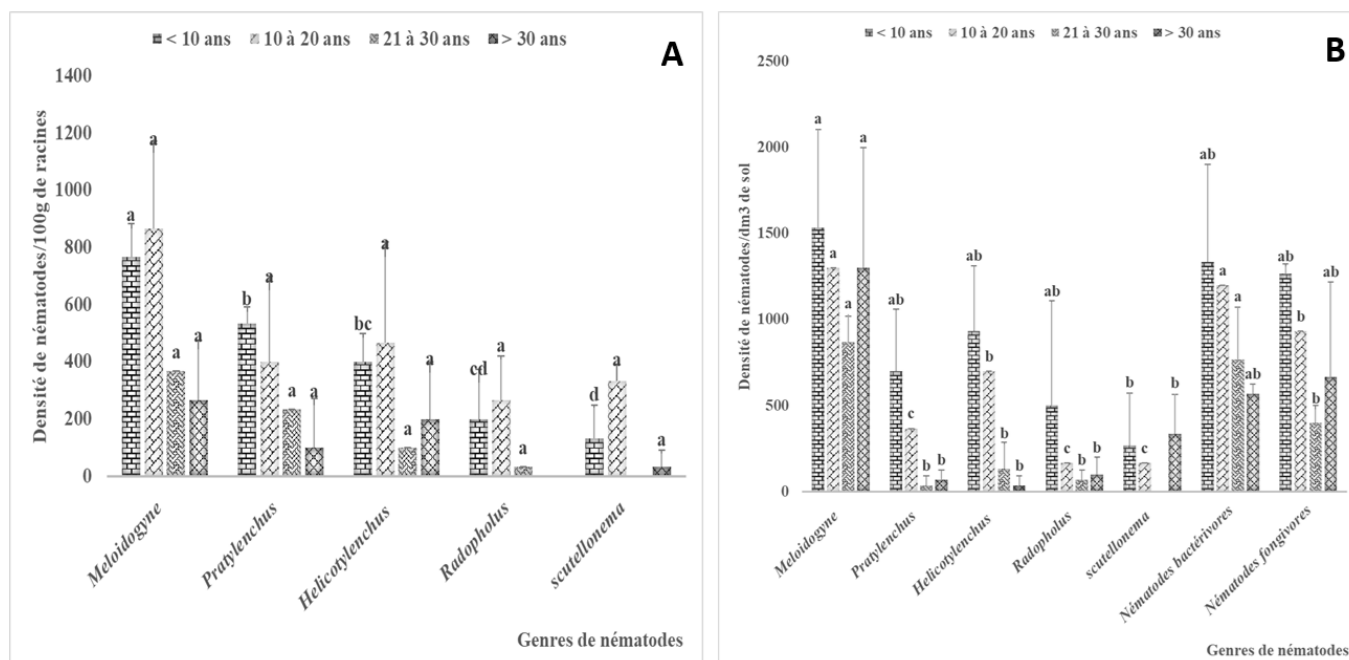 < 10 ans 10 à 20 ans 21 à 30 ans > 30 ans
A
Densité de nématodes/100g de racines
1400
1200
1000
800
600
400
200
0
a a a a
b a a a
bc a a a
cd a a
d a a
Meloidogyne
Pratylenchus
Helicotylenchus
Radopholus
scutellonema
Genres de nématodes
< 10 ans 10 à 20 ans 21 à 30 ans > 30 ans
B
Densité de nématodes/dm3 de sol
2500
2000
1500
1000
500
0
a a a a
ab c b b
ab b b b
ab c b b
b c b
ab a a ab
ab b b ab
Meloidogyne
Pratylenchus
Helicotylenchus
Radopholus
scutellonema
Nématodes bactérivores
Nématodes fongivores
Genres de nématodes